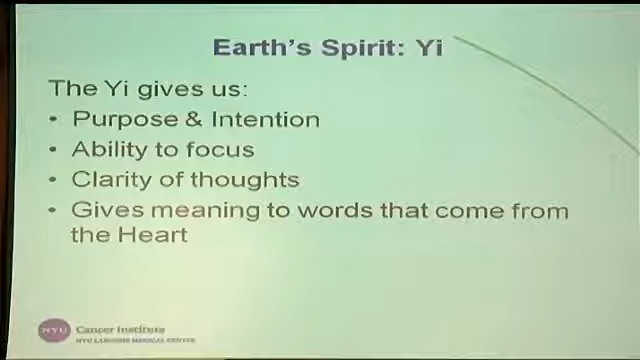 Earth's Spirit: Yi
The Yi gives us:
• Purpose & Intention
• Ability to focus
• Clarity of thoughts
• Gives meaning to words that come from
the Heart
NYU Cancer Institute
NYU LANGONE MEDICAL CENTER